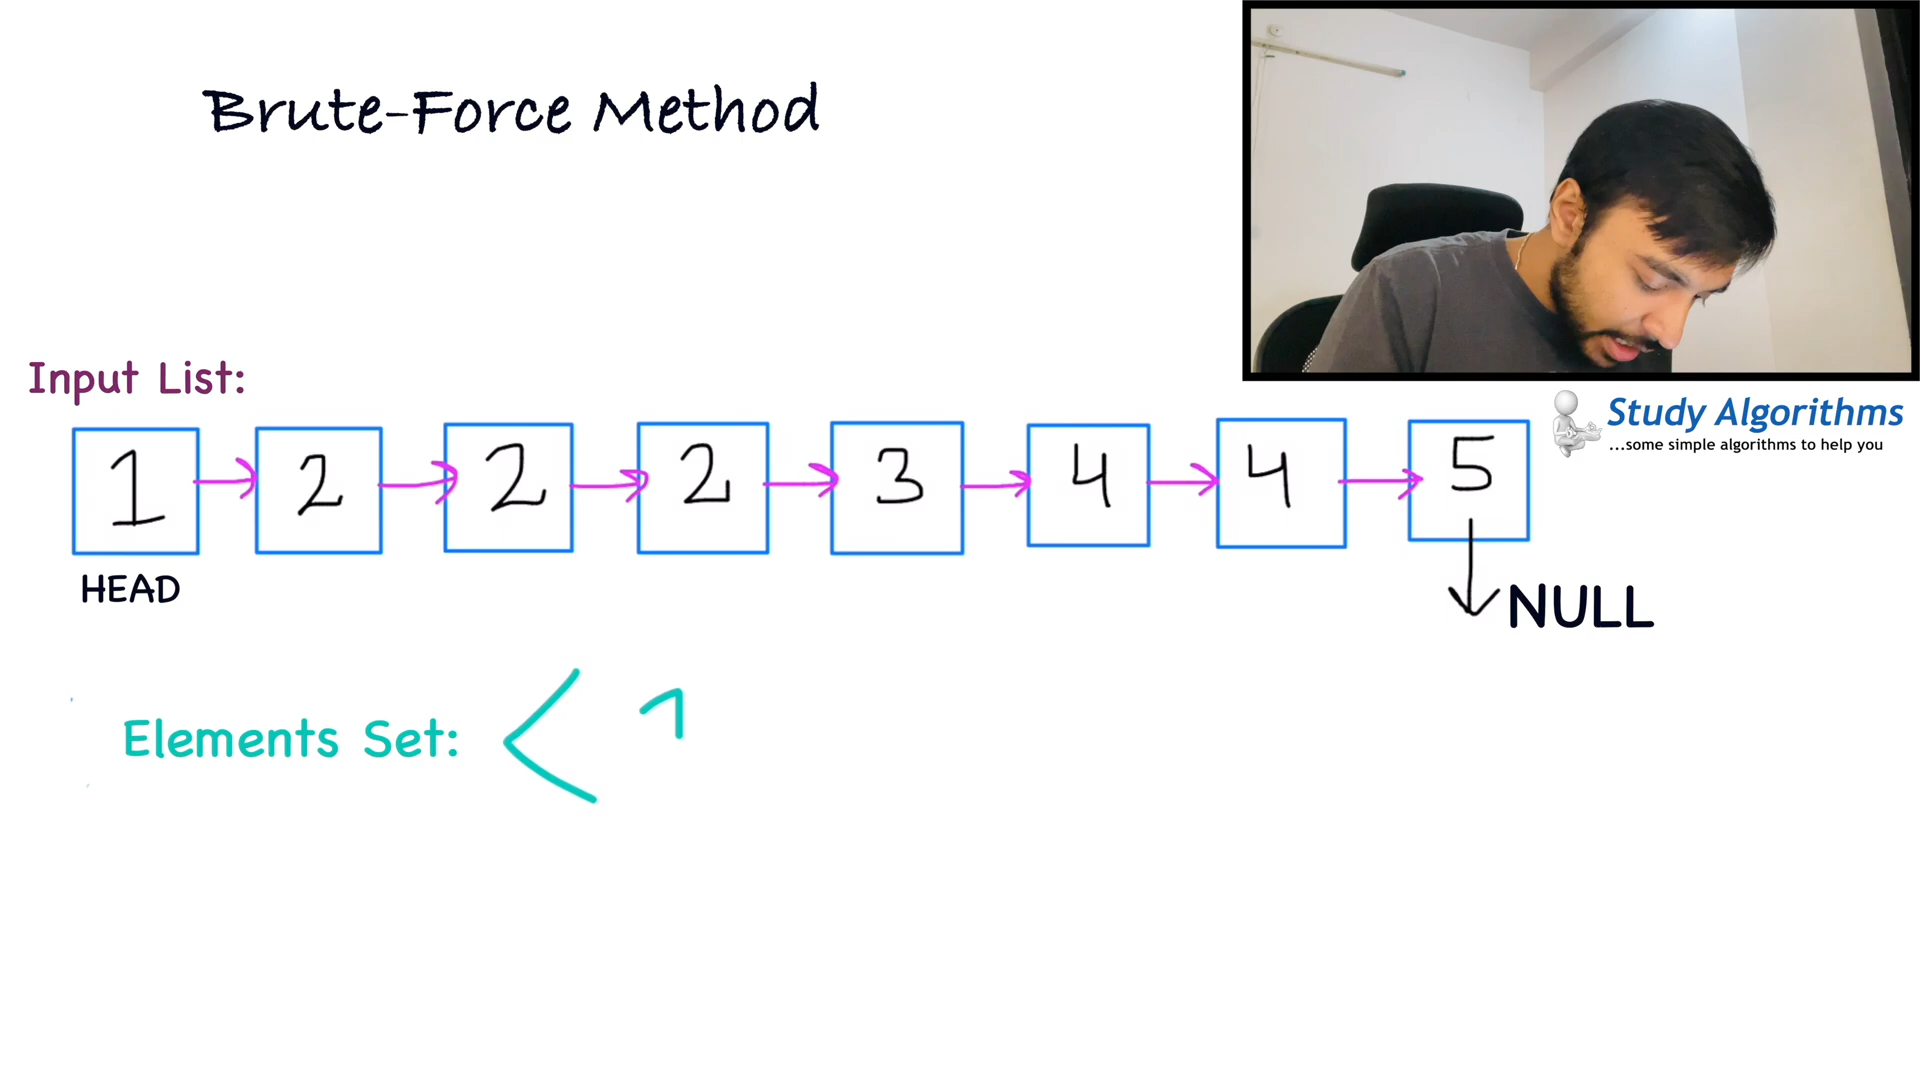 Brute-Force Method
Study Algorithms
...some simple algorithms to help you
Input List:
1 2 2 2 3 4 4 5
HEAD
NULL
Elements Set: < 1